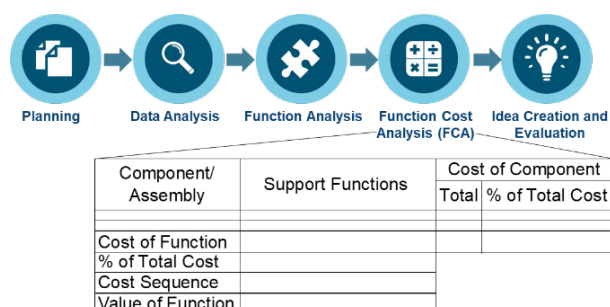 Planning
Data Analysis
Function Analysis
Function Cost
Analysis (FCA)
Idea Creation and
Evaluation
Component/
Assembly
Support Functions
Cost of Component
Total
% of Total Cost
Cost of Function
% of Total Cost
Cost Sequence
Value of Function